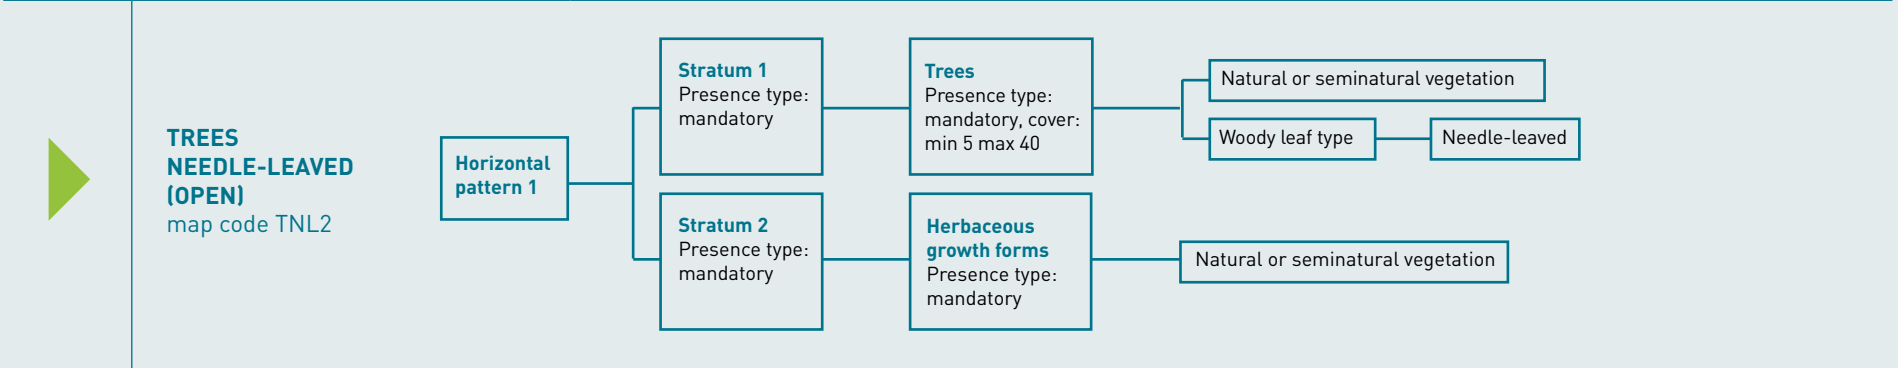 TREES
NEEDLE-LEAVED
(OPEN)
map code TNL2
Horizontal
pattern 1
Stratum 1
Presence type:
mandatory
Trees
Presence type:
mandatory, cover:
min 5 max 40
Natural or seminatural vegetation
Woody leaf type
Needle-leaved
Stratum 2
Presence type:
mandatory
Herbaceous
growth forms
Presence type:
mandatory
Natural or seminatural vegetation